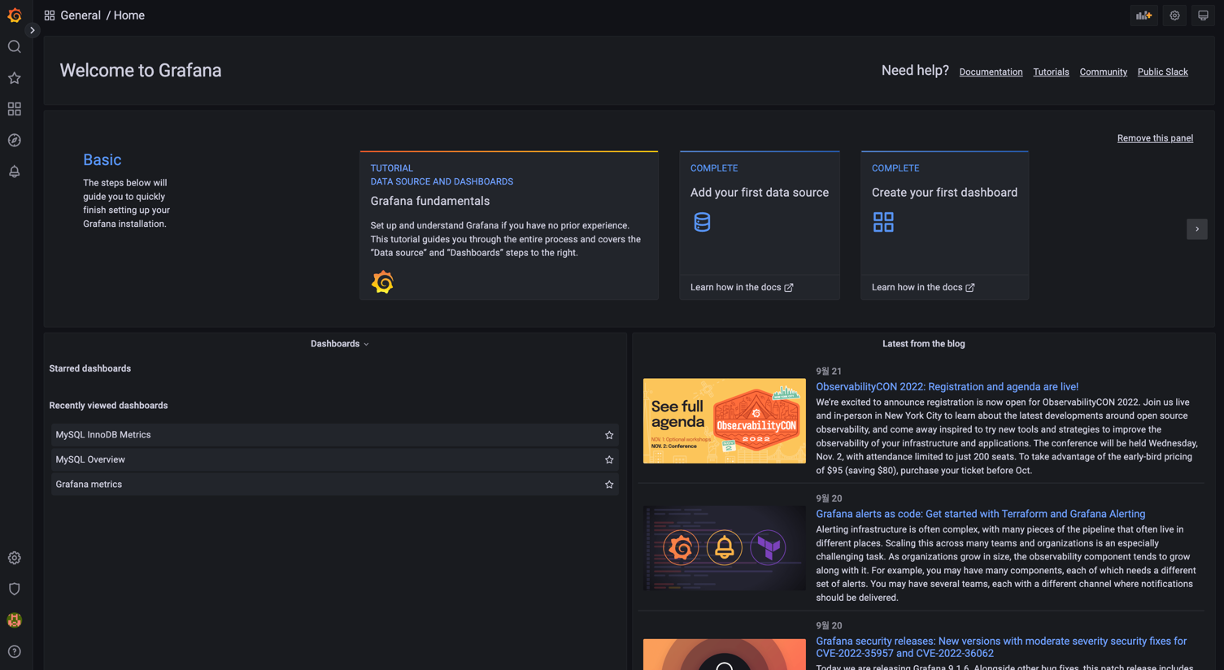 General / Home
Welcome to Grafana
Need help? Documentation Tutorials Community Public Slack
Remove this panel
Basic
The steps below will
guide you to quickly
finish setting up your
Grafana installation.
TUTORIAL
DATA SOURCE AND DASHBOARDS
Grafana fundamentals
Set up and understand Grafana if you have no prior experience.
This tutorial guides you through the entire process and covers the
"Data source" and "Dashboards" steps to the right.
COMPLETE
Add your first data source
Learn how in the docs
COMPLETE
Create your first dashboard
Learn how in the docs
Dashboards
Starred dashboards
Recently viewed dashboards
MySQL InnoDB Metrics
MySQL Overview
Grafana metrics
Latest from the blog
See full
agenda
NOV. 1: Optional workshops
NOV. 2: Conference
ObservabilityCON
2022
9월 21
ObservabilityCON 2022: Registration and agenda are live!
We're excited to announce registration is now open for ObservabilityCON 2022. Join us live
and in-person in New York City to learn about the latest developments around open source
observability, and come away inspired to try new tools and strategies to improve the
observability of your infrastructure and applications. The conference will be held Wednesday,
Nov. 2, with attendance limited to just 200 seats. To take advantage of the early-bird pricing
of $95 (saving $80), purchase your ticket before Oct.
9월 20
Grafana alerts as code: Get started with Terraform and Grafana Alerting
Alerting infrastructure is often complex, with many pieces of the pipeline that often live in
different places. Scaling this across many teams and organizations is an especially
challenging task. As organizations grow in size, the observability component tends to grow
along with it. For example, you may have many components, each of which needs a different
set of alerts. You may have several teams, each with a different channel where notifications
should be delivered.
9월 20
Grafana security releases: New versions with moderate severity security fixes for
CVE-2022-35957 and CVE-2022-36062
Today we are releasing Grafana 9.1.6. Alongside other bug fixes, this patch release includes